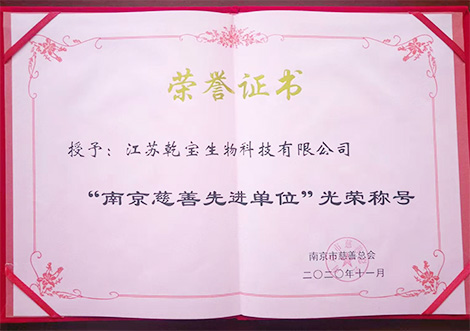 荣誉证书
授予：江苏乾宝生物科技有限公司
“南京慈善先进单位”光荣称号
南京市慈善总会
二〇二〇年十一月